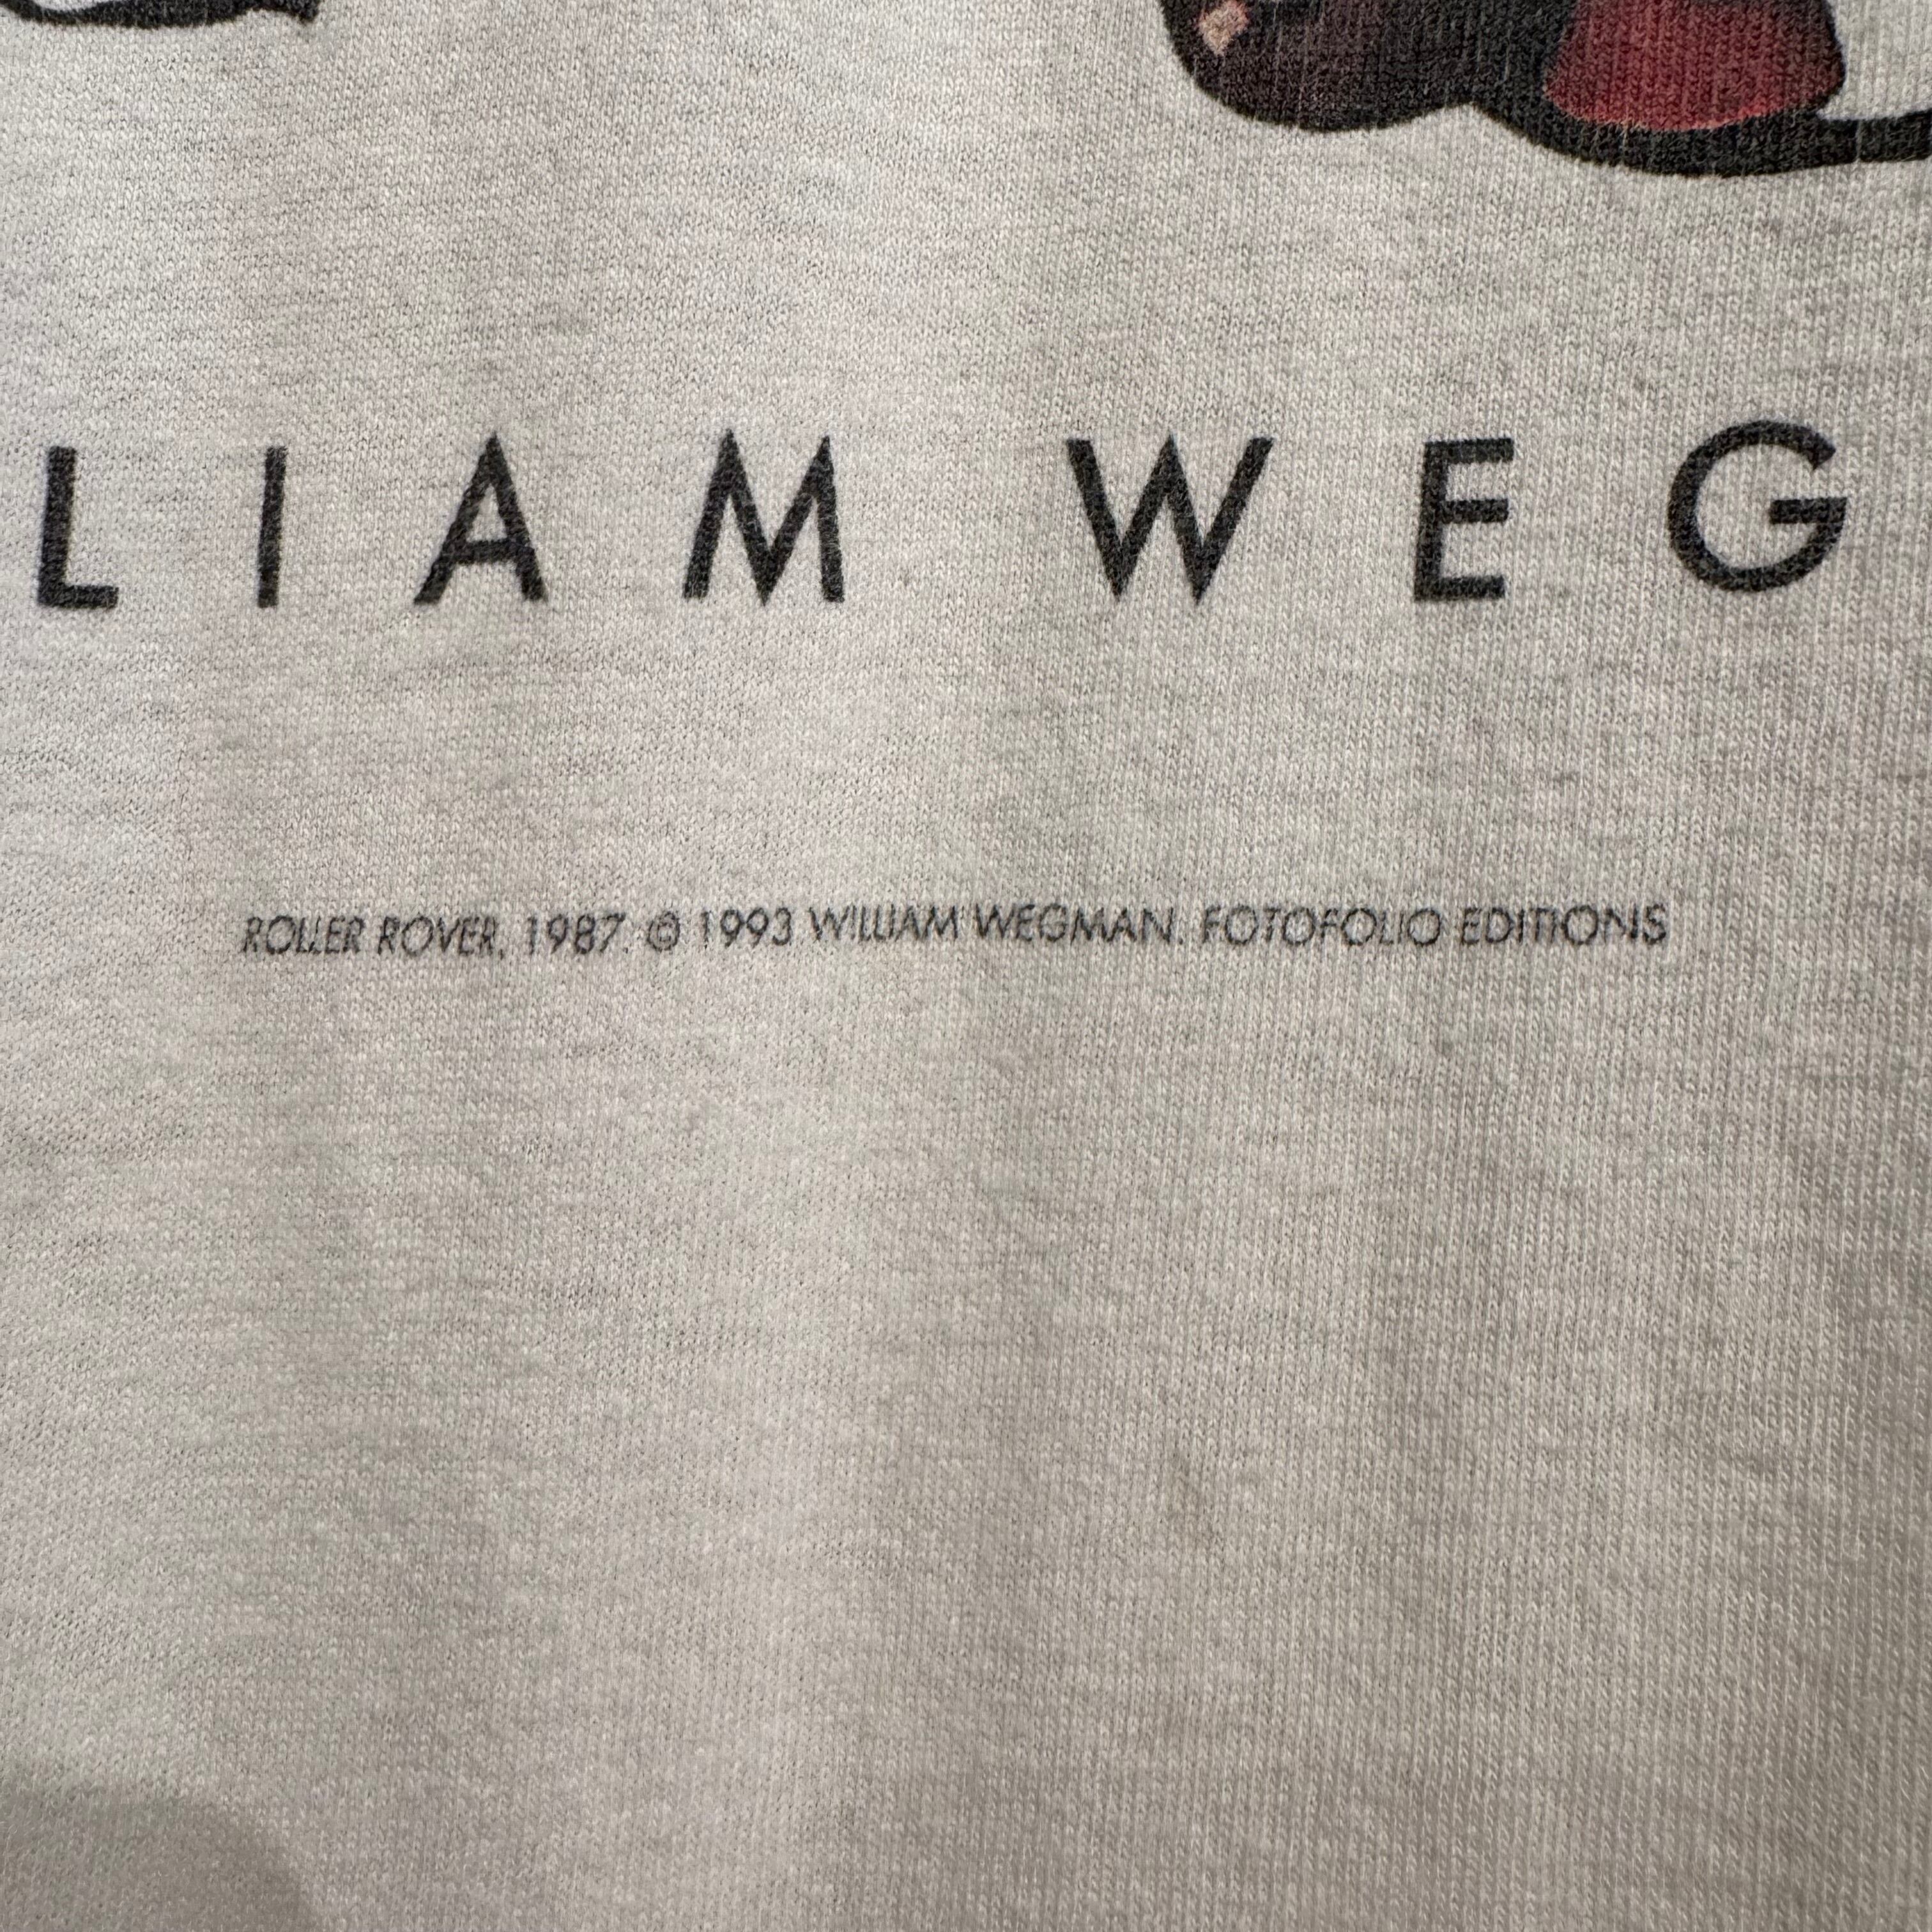 LIAM WEG
ROLLER ROVER, 1987. © 1993 WILLIAM WEGMAN. FOTOFOLIO EDITIONS